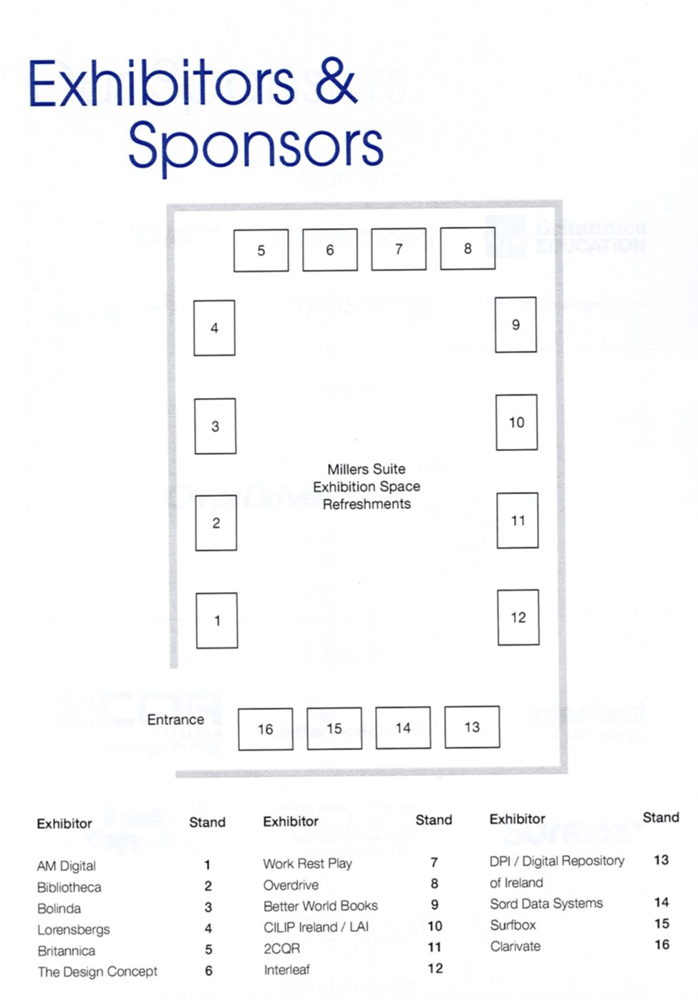 Exhibitors &
Sponsors
5 6 7 8
4 9
3 10
Millers Suite
Exhibition Space
Refreshments
2 11
1 12
Entrance 16 15 14 13
Exhibitor Stand Exhibitor Stand Exhibitor Stand
AM Digital 1 Work Rest Play 7 DPI / Digital Repository 13
Bibliotheca 2 Overdrive 8 of Ireland
Bolinda 3 Better World Books 9 Sord Data Systems 14
Lorensbergs 4 CILIP Ireland / LAI 10 Surfbox 15
Britannica 5 2CQR 11 Clarivate 16
The Design Concept 6 Interleaf 12